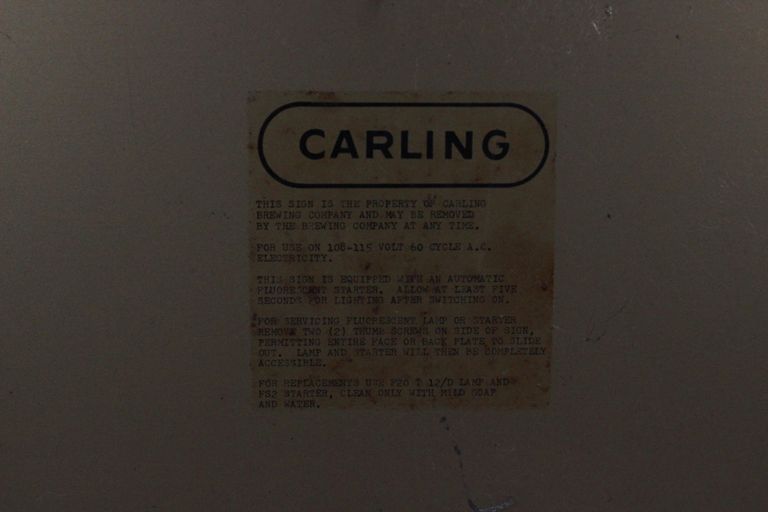 CARLING
THIS SIGN IS THE PROPERTY OF CARLING
BREWING COMPANY AND MAY BE REMOVED
BY THE BREWING COMPANY AT ANY TIME.
FOR USE ON 108-115 VOLT 60 CYCLE A.C.
ELECTRICITY.
THIS SIGN IS EQUIPPED WITH AN AUTOMATIC
FLUORESCENT STARTER. ALLOW AT LEAST FIVE
SECONDS FOR LIGHTING AFTER SWITCHING ON.
FOR SERVICING FLUORESCENT LAMP OR STARTER
REMOVE TWO (2) THUMB SCREWS ON SIDE OF SIGN,
PERMITTING ENTIRE FACE OR BACK PLATE TO SLIDE
OUT. LAMP AND STARTER WILL THEN BE COMPLETELY
ACCESSIBLE.
FOR REPLACEMENTS USE F20 T 12/D LAMP AND
FS2 STARTER, CLEAN ONLY WITH MILD SOAP
AND WATER.